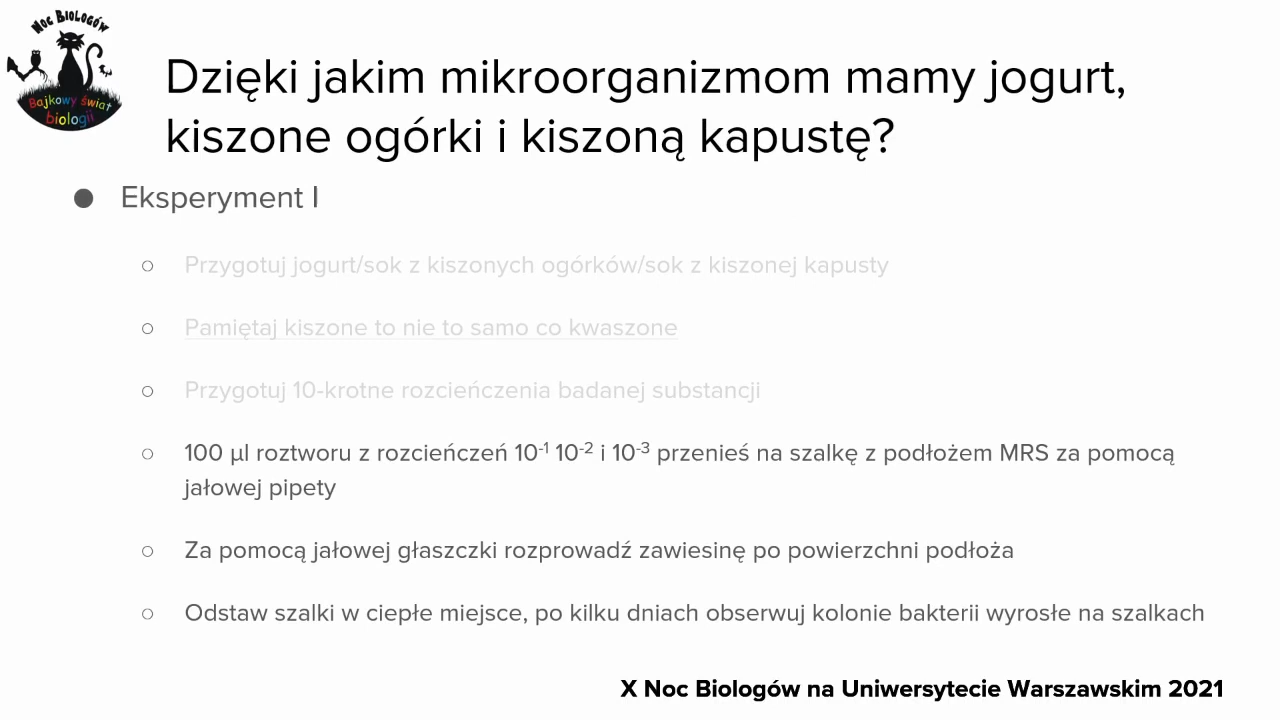 Noc Biologów
Bajkowy świat
biologii
Dzięki jakim mikroorganizmom mamy jogurt,
kiszone ogórki i kiszoną kapustę?
● Eksperyment I
○ Przygotuj jogurt/sok z kiszonych ogórków/sok z kiszonej kapusty
○ Pamiętaj kiszone to nie to samo co kwaszone
○ Przygotuj 10-krotne rozcieńczenia badanej substancji
○ 100 µl roztworu z rozcieńczeń 10⁻¹ 10⁻² i 10⁻³ przenieś na szalkę z podłożem MRS za pomocą
jałowej pipety
○ Za pomocą jałowej głaszczki rozprowadź zawiesinę po powierzchni podłoża
○ Odstaw szalki w ciepłe miejsce, po kilku dniach obserwuj kolonie bakterii wyrosłe na szalkach
X Noc Biologów na Uniwersytecie Warszawskim 2021